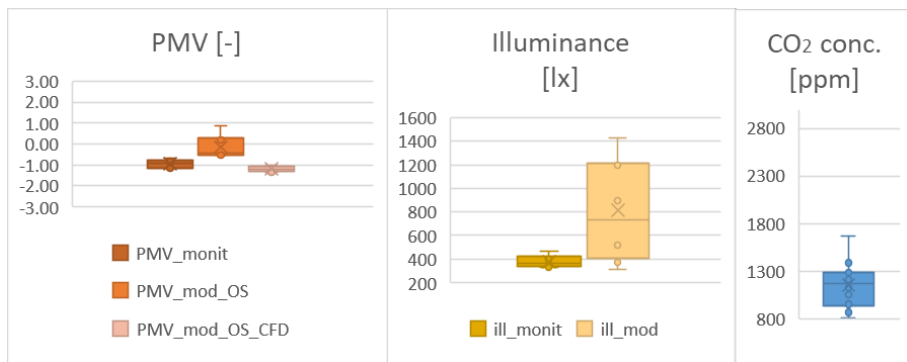 PMV [-]
3.00
2.00
1.00
0.00
-1.00
-2.00
-3.00
PMV_monit
PMV_mod_OS
PMV_mod_OS_CFD
Illuminance
[lx]
1600
1400
1200
1000
800
600
400
200
ill_monit
ill_mod
CO2 conc.
[ppm]
2800
2300
1800
1300
800